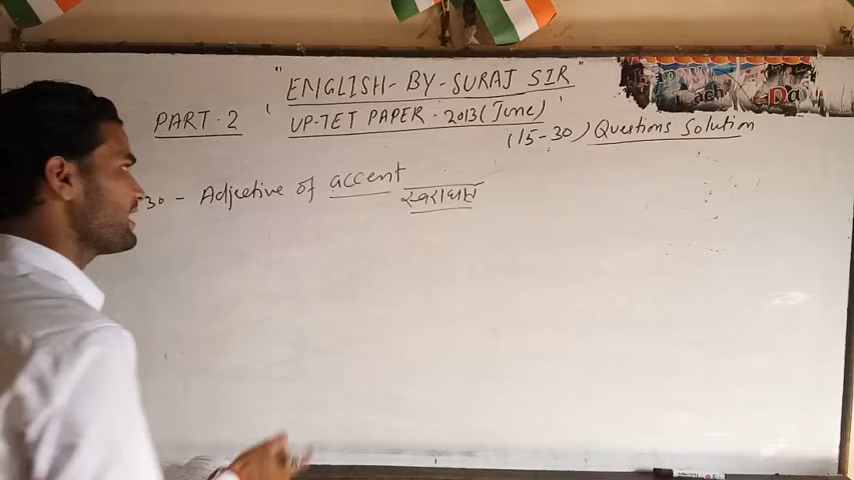 "ENGLISH-BY-SURAJ SIR"
PART-2 'UP-TET PAPER-2013(June)'
(15-30) Questions Solution
30 - Adjective of accent स्वराघात